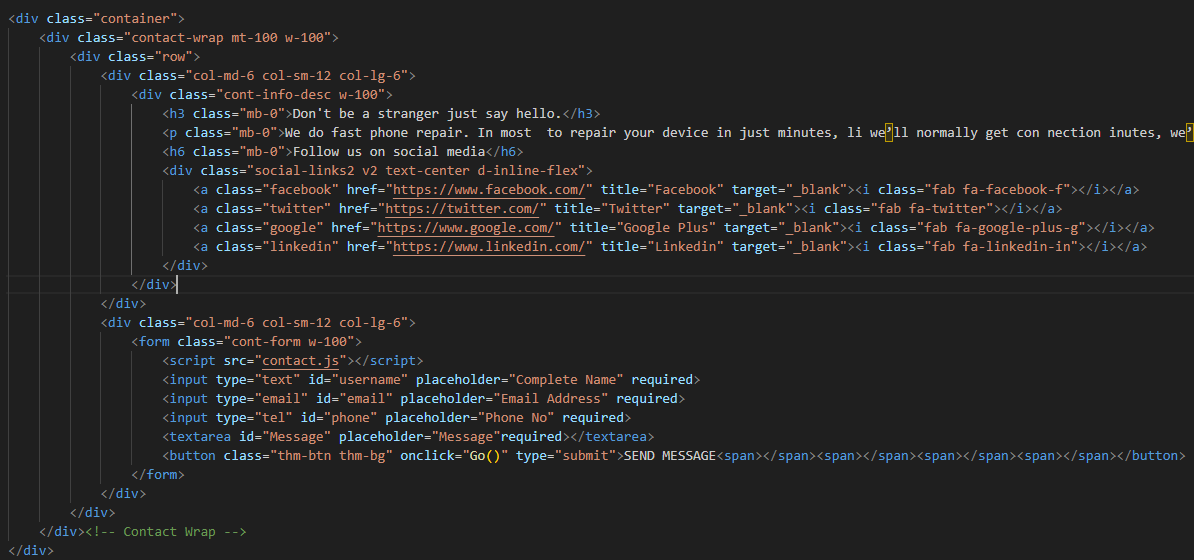 <div class="container">
<div class="contact-wrap mt-100 w-100">
<div class="row">
<div class="col-md-6 col-sm-12 col-lg-6">
<div class="cont-info-desc w-100">
<h3 class="mb-0">Don't be a stranger just say hello.</h3>
<p class="mb-0">We do fast phone repair. In most  to repair your device in just minutes, li we’ll normally get con nection inutes, we’
<h6 class="mb-0">Follow us on social media</h6>
<div class="social-links2 v2 text-center d-inline-flex">
<a class="facebook" href="https://www.facebook.com/" title="Facebook" target="_blank"><i class="fab fa-facebook-f"></i></a>
<a class="twitter" href="https://twitter.com/" title="Twitter" target="_blank"><i class="fab fa-twitter"></i></a>
<a class="google" href="https://www.google.com/" title="Google Plus" target="_blank"><i class="fab fa-google-plus-g"></i></a>
<a class="linkedin" href="https://www.linkedin.com/" title="Linkedin" target="_blank"><i class="fab fa-linkedin-in"></i></a>
</div>
</div>
</div>
<div class="col-md-6 col-sm-12 col-lg-6">
<form class="cont-form w-100">
<script src="contact.js"></script>
<input type="text" id="username" placeholder="Complete Name" required>
<input type="email" id="email" placeholder="Email Address" required>
<input type="tel" id="phone" placeholder="Phone No" required>
<textarea id="Message" placeholder="Message"required></textarea>
<button class="thm-btn thm-bg" onclick="Go()" type="submit">SEND MESSAGE<span></span><span></span><span></span><span></span></button>
</form>
</div>
</div>
</div><!-- Contact Wrap -->
</div>